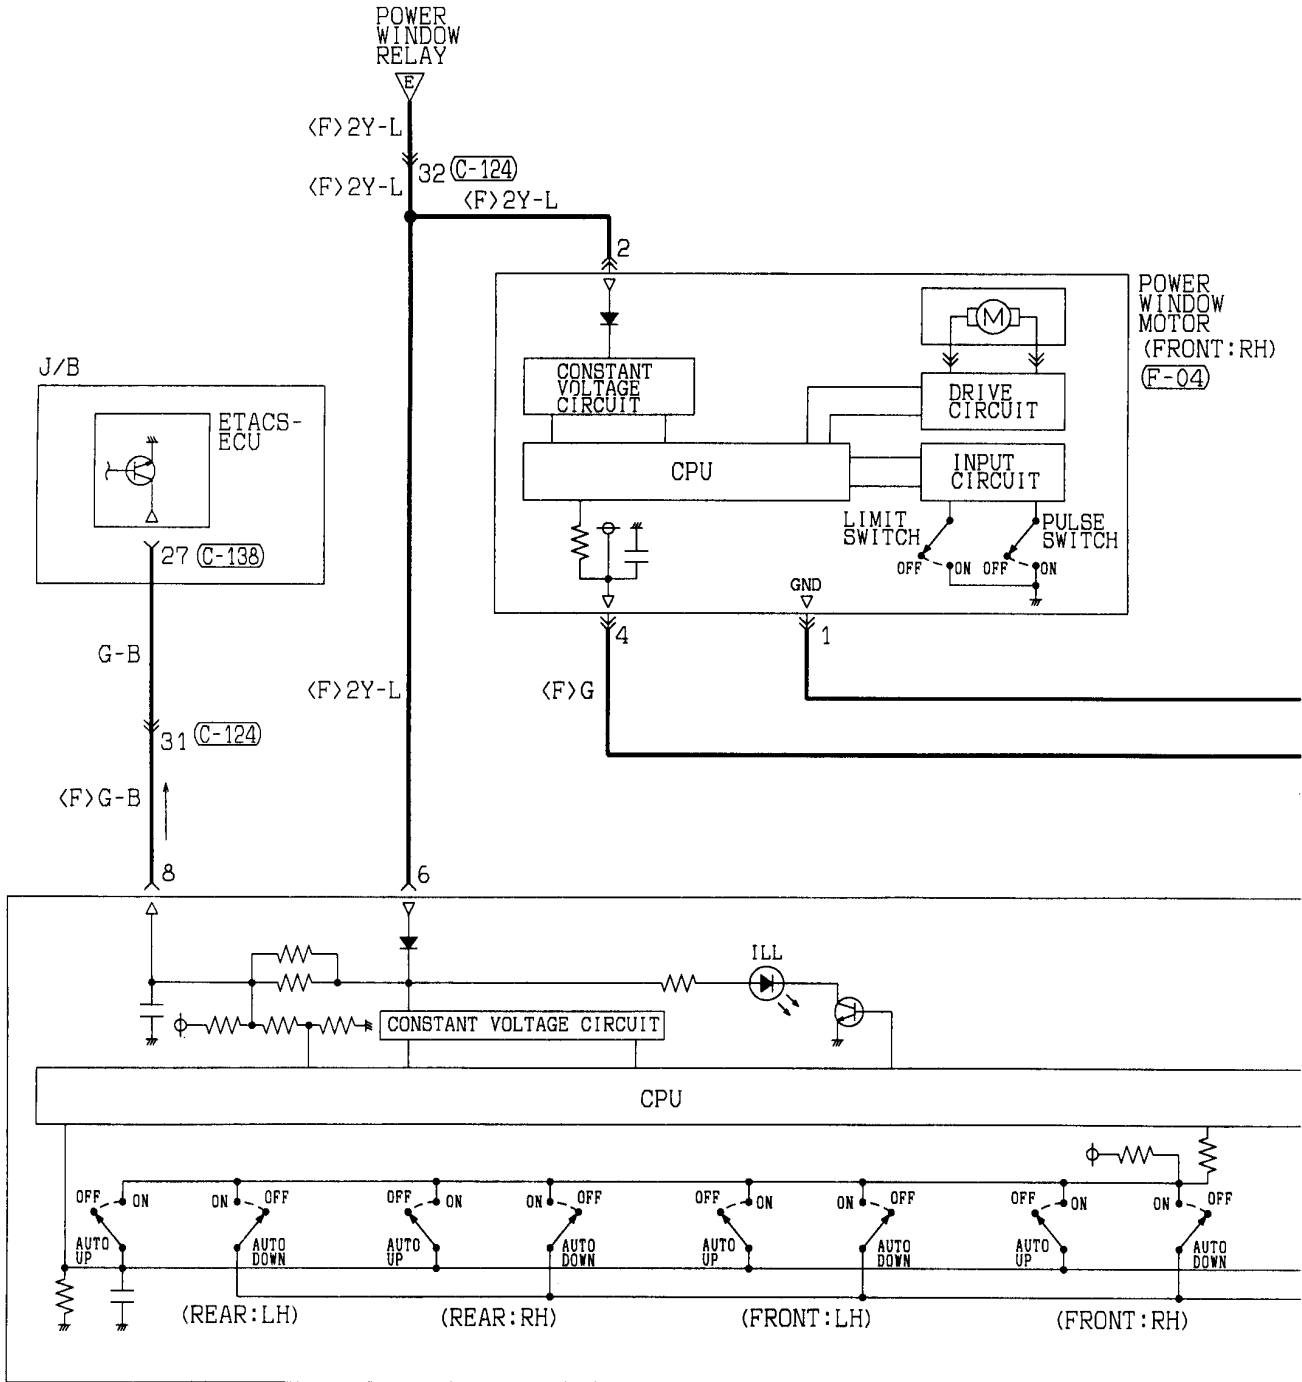 POWER
WINDOW
RELAY
E
<F>2Y-L
32 C-124
<F>2Y-L
<F>2Y-L
2
POWER
WINDOW
MOTOR
(FRONT:RH)
F-04
M
J/B
CONSTANT
VOLTAGE
CIRCUIT
DRIVE
CIRCUIT
ETACS-
ECU
CPU
INPUT
CIRCUIT
LIMIT
SWITCH
PULSE
SWITCH
OFF ON OFF ON
27 C-138
GND
4
1
G-B
<F>2Y-L
<F>G
31 C-124
<F>G-B
8
6
ILL
CONSTANT VOLTAGE CIRCUIT
CPU
OFF ON ON OFF OFF ON ON OFF OFF ON ON OFF OFF ON ON OFF
AUTO UP AUTO DOWN AUTO UP AUTO DOWN AUTO UP AUTO DOWN AUTO UP AUTO DOWN
(REAR:LH) (REAR:RH) (FRONT:LH) (FRONT:RH)